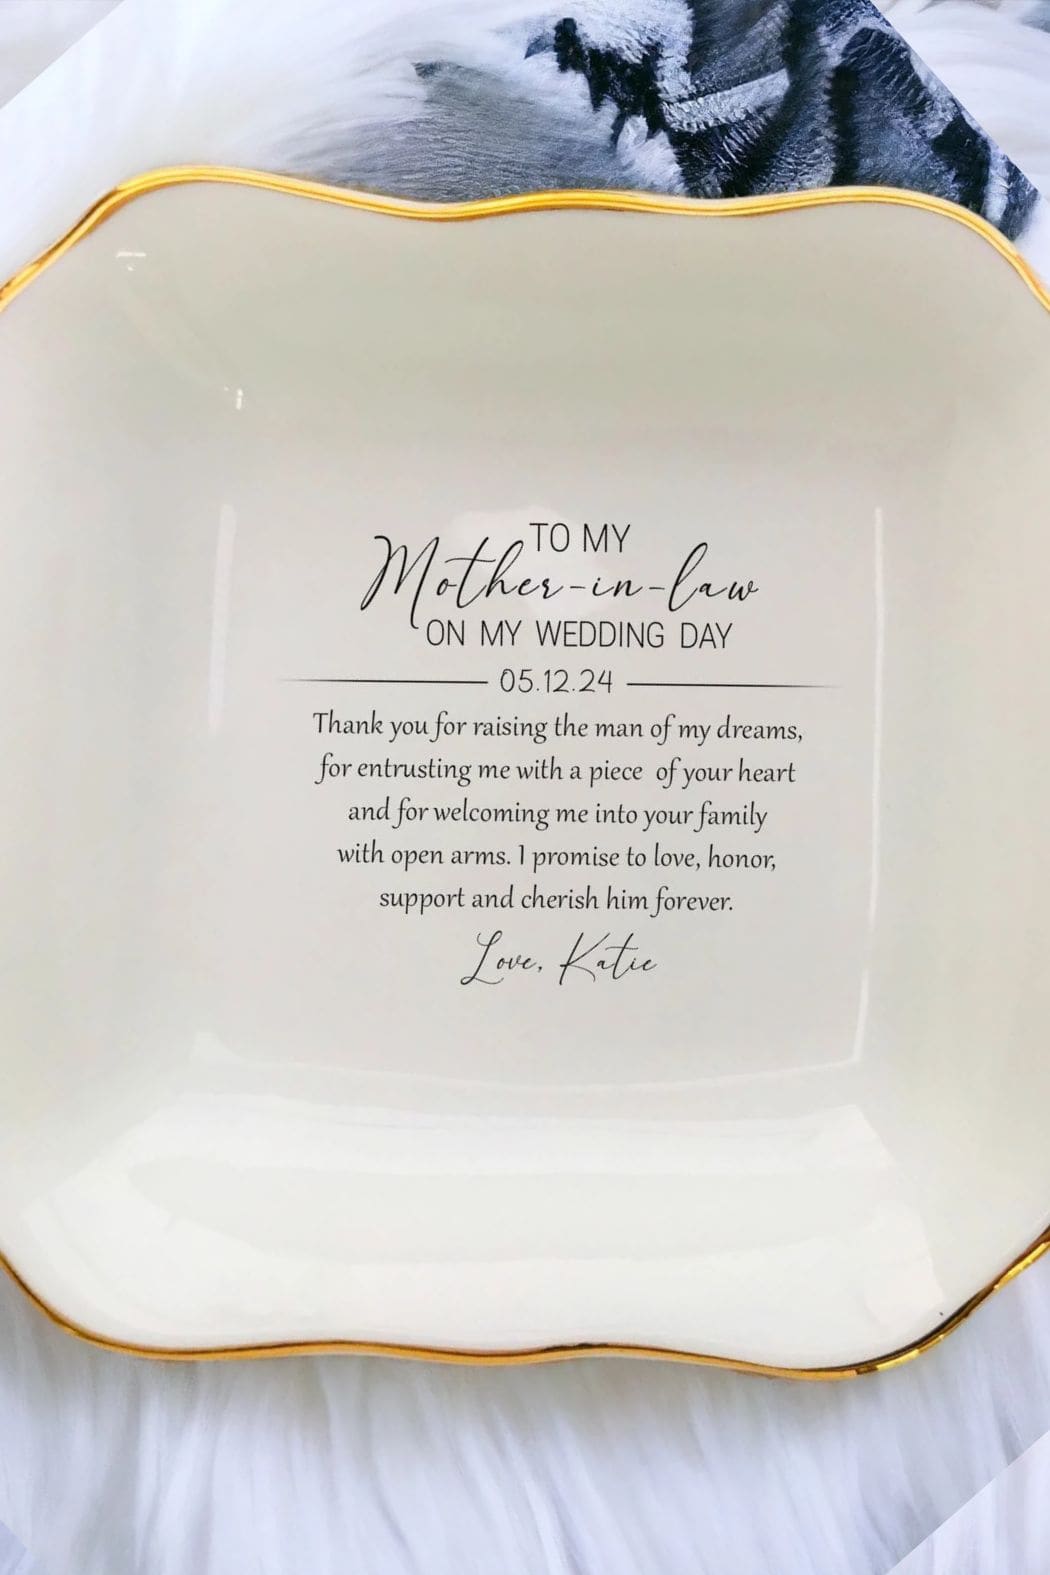 TO MY
Mother-in-law
ON MY WEDDING DAY
05.12.24
Thank you for raising the man of my dreams,
for entrusting me with a piece of your heart
and for welcoming me into your family
with open arms. I promise to love, honor,
support and cherish him forever.
Love, Katie